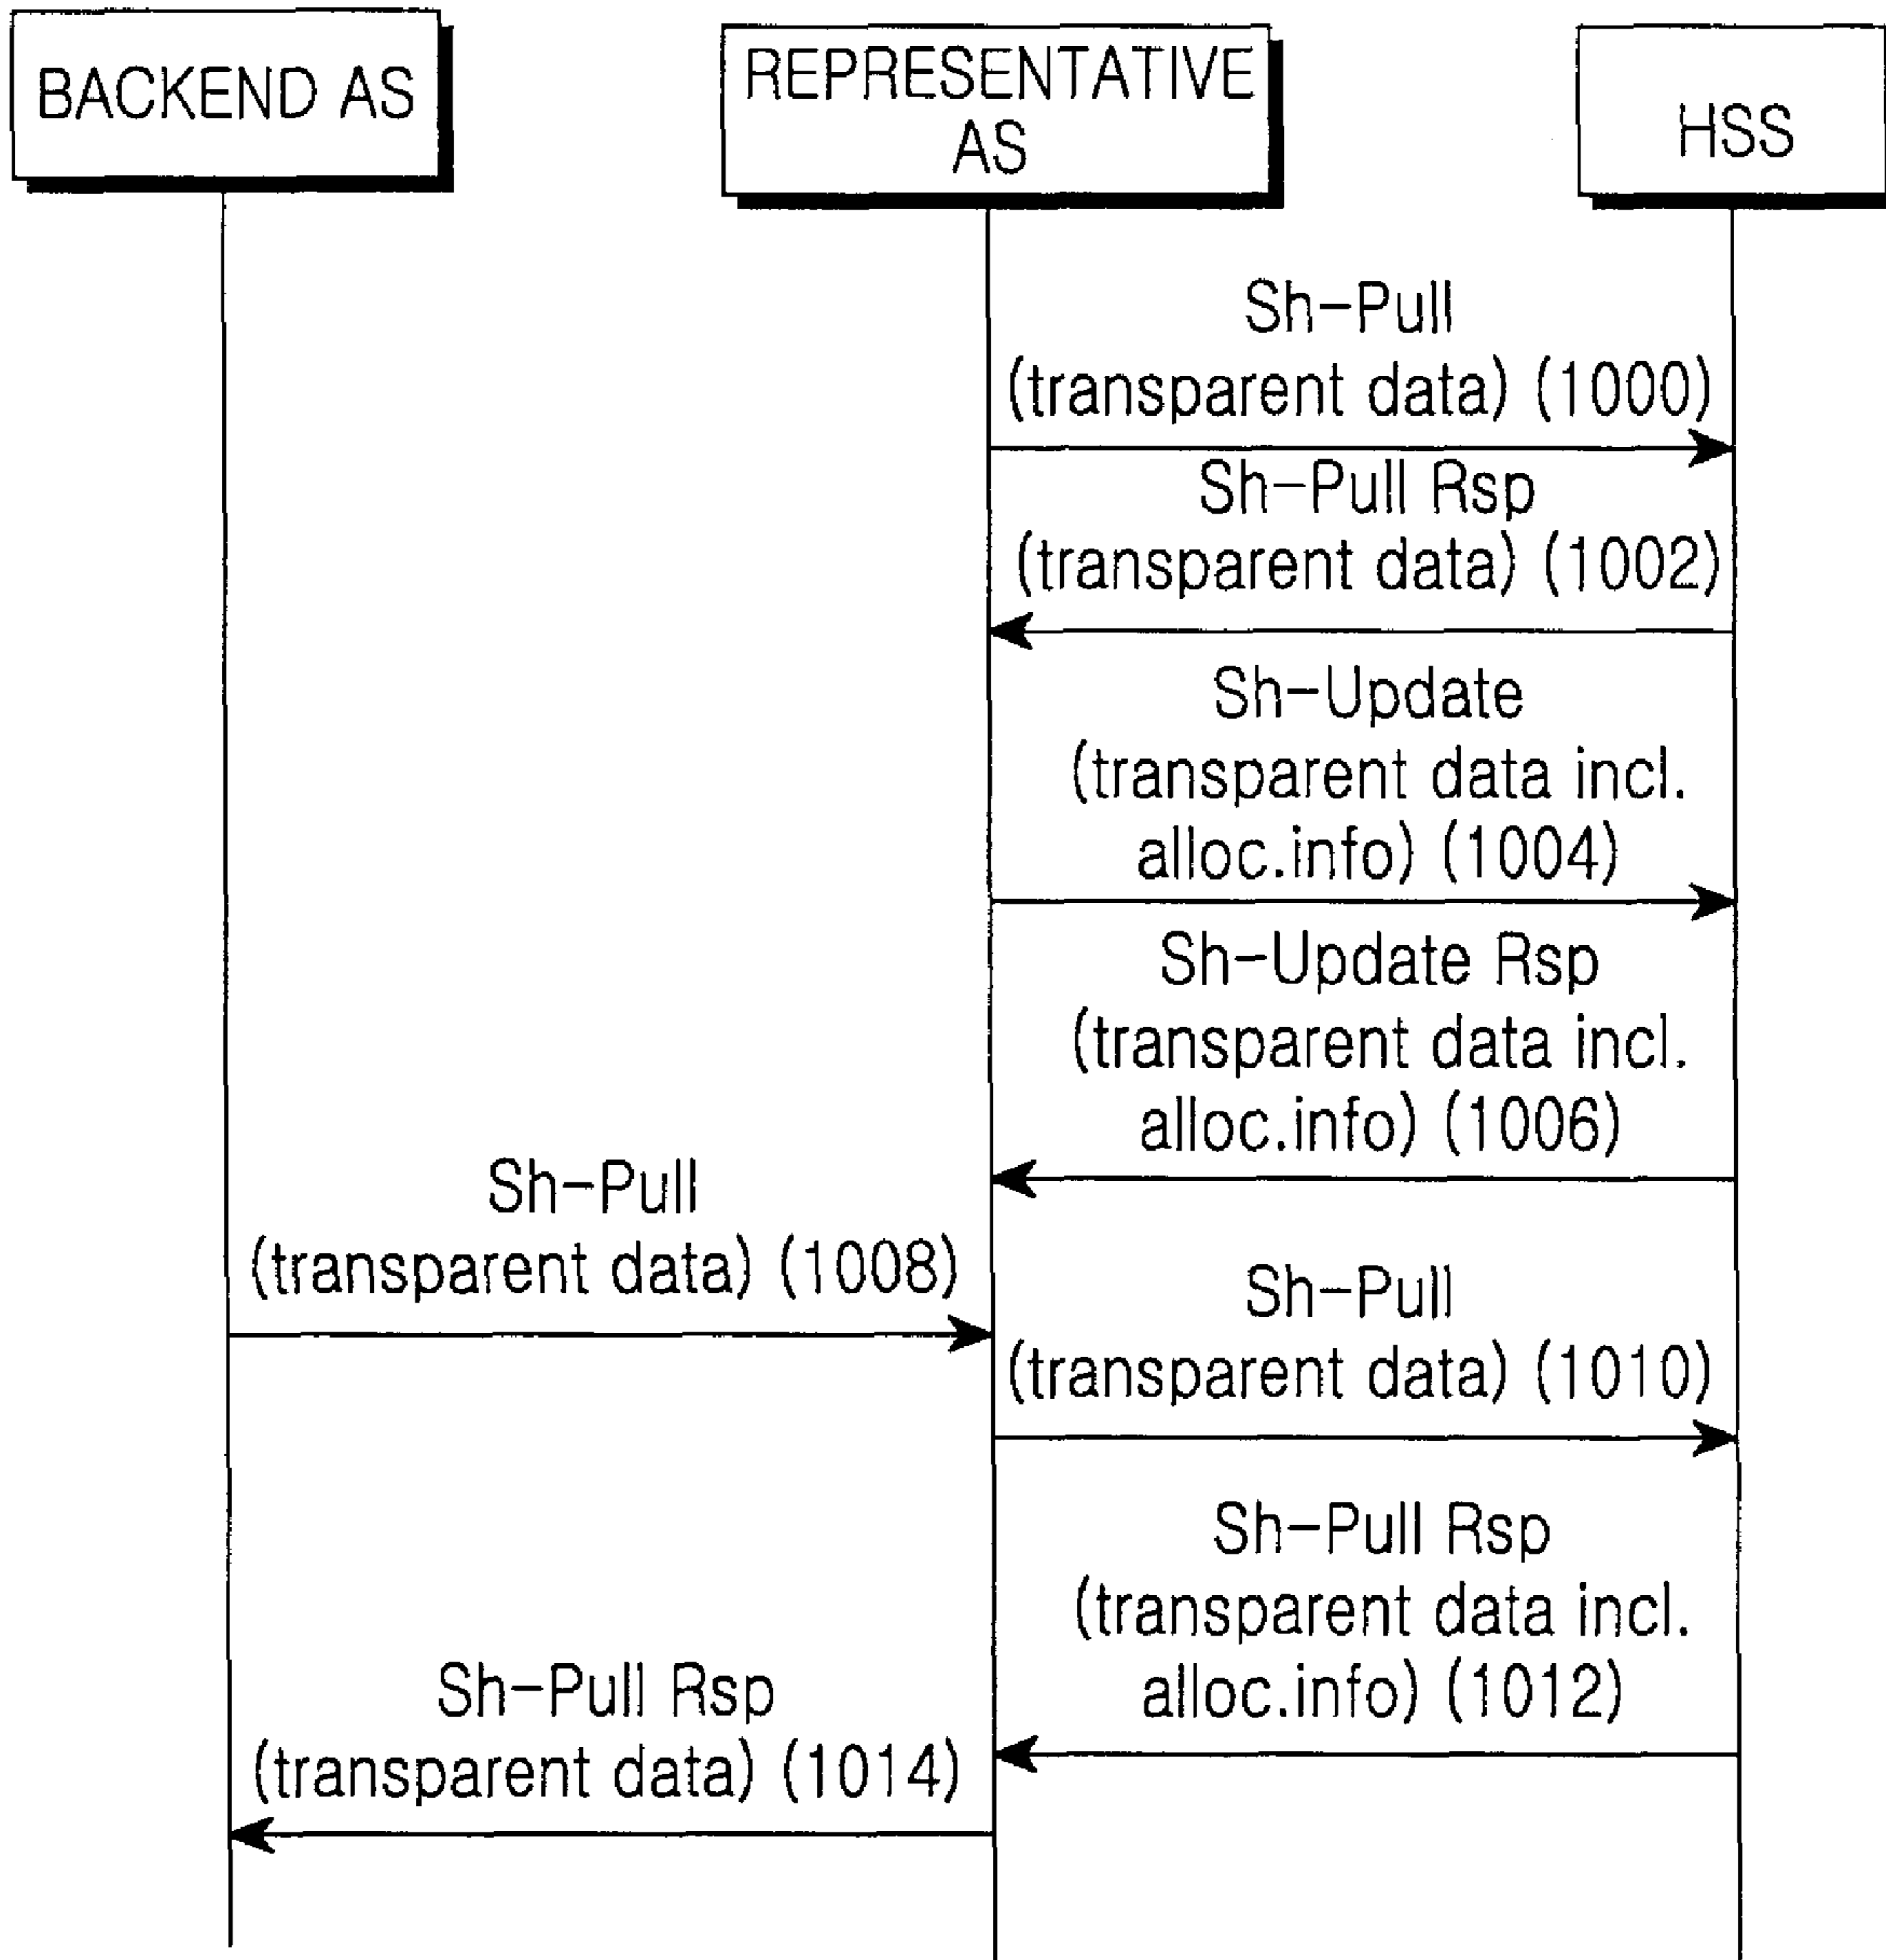 BACKEND AS
REPRESENTATIVE
AS
HSS
Sh-Pull
(transparent data) (1000)
Sh-Pull Rsp
(transparent data) (1002)
Sh-Update
(transparent data incl.
alloc.info) (1004)
Sh-Update Rsp
(transparent data incl.
alloc.info) (1006)
Sh-Pull
(transparent data) (1008)
Sh-Pull
(transparent data) (1010)
Sh-Pull Rsp
(transparent data incl.
alloc.info) (1012)
Sh-Pull Rsp
(transparent data) (1014)